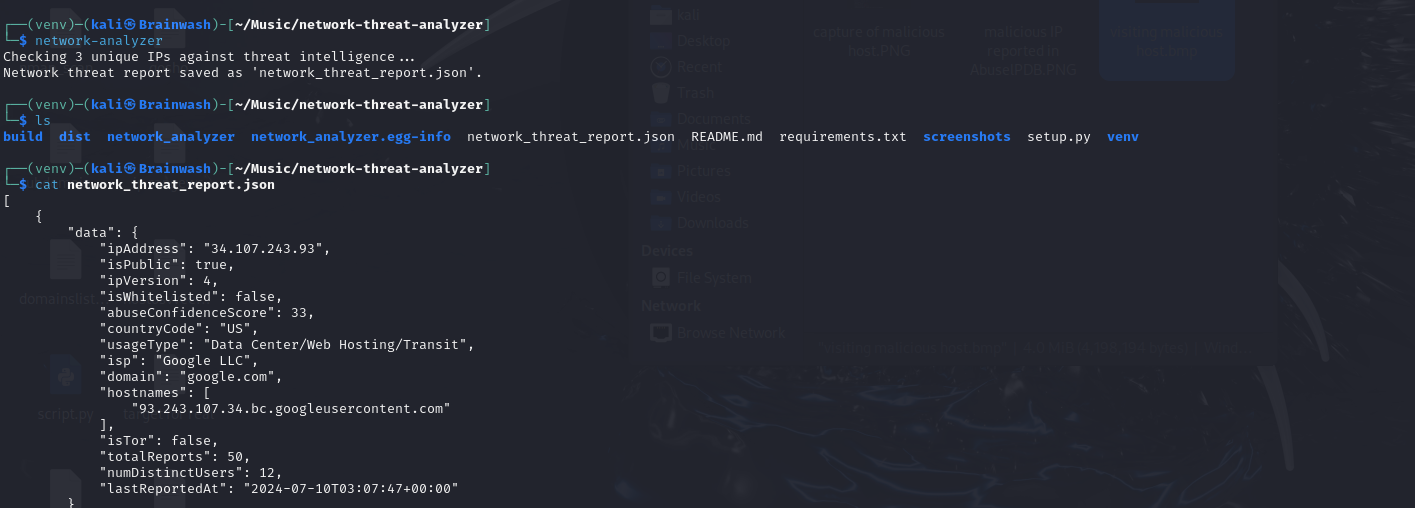 ┌──(venv)─(kali㉿Brainwash)-[~/Music/network-threat-analyzer]
└─$ network-analyzer
Checking 3 unique IPs against threat intelligence...
Network threat report saved as 'network_threat_report.json'.
┌──(venv)─(kali㉿Brainwash)-[~/Music/network-threat-analyzer]
└─$ ls
build dist network_analyzer network_analyzer.egg-info network_threat_report.json README.md requirements.txt screenshots setup.py venv
┌──(venv)─(kali㉿Brainwash)-[~/Music/network-threat-analyzer]
└─$ cat network_threat_report.json
[
{
"data": {
"ipAddress": "34.107.243.93",
"isPublic": true,
"ipVersion": 4,
"isWhitelisted": false,
"abuseConfidenceScore": 33,
"countryCode": "US",
"usageType": "Data Center/Web Hosting/Transit",
"isp": "Google LLC",
"domain": "google.com",
"hostnames": [
"93.243.107.34.bc.googleusercontent.com"
],
"isTor": false,
"totalReports": 50,
"numDistinctUsers": 12,
"lastReportedAt": "2024-07-10T03:07:47+00:00"
}
kali
Desktop
Recent
Trash
Documents
Pictures
Videos
Downloads
Devices
File System
Network
Browse Network
capture of malicious
host.PNG
malicious IP
reported in
AbuseIPDB.PNG
host.bmp
domainslist.
script.py